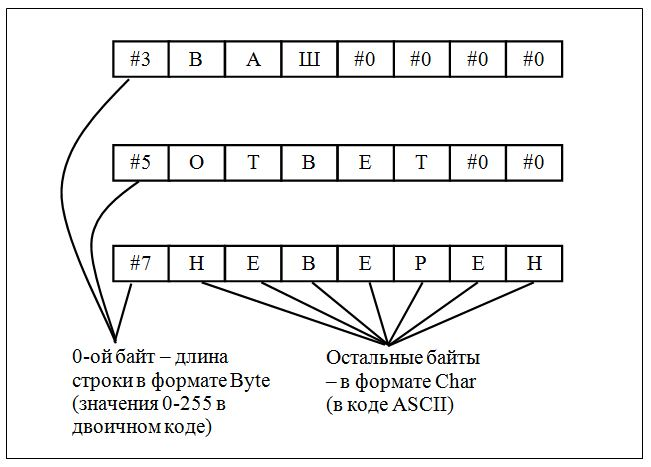 #3 В А Ш #0 #0 #0 #0
#5 О Т В Е Т #0 #0
#7 Н Е В Е Р Е Н
0-ой байт – длина
строки в формате Byte
(значения 0-255 в
двоичном коде)
Остальные байты
– в формате Char
(в коде ASCII)